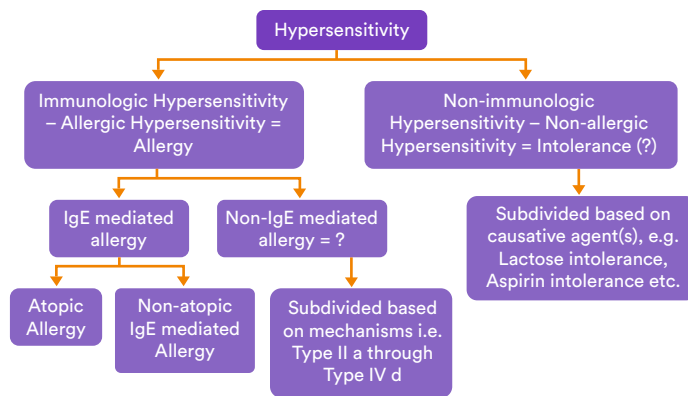 Hypersensitivity
Immunologic Hypersensitivity
– Allergic Hypersensitivity =
Allergy
Non-immunologic
Hypersensitivity – Non-allergic
Hypersensitivity = Intolerance (?)
IgE mediated
allergy
Non-IgE mediated
allergy = ?
Subdivided based on
causative agent(s), e.g.
Lactose intolerance,
Aspirin intolerance etc.
Atopic
Allergy
Non-atopic
IgE mediated
Allergy
Subdivided based
on mechanisms i.e.
Type II a through
Type IV d